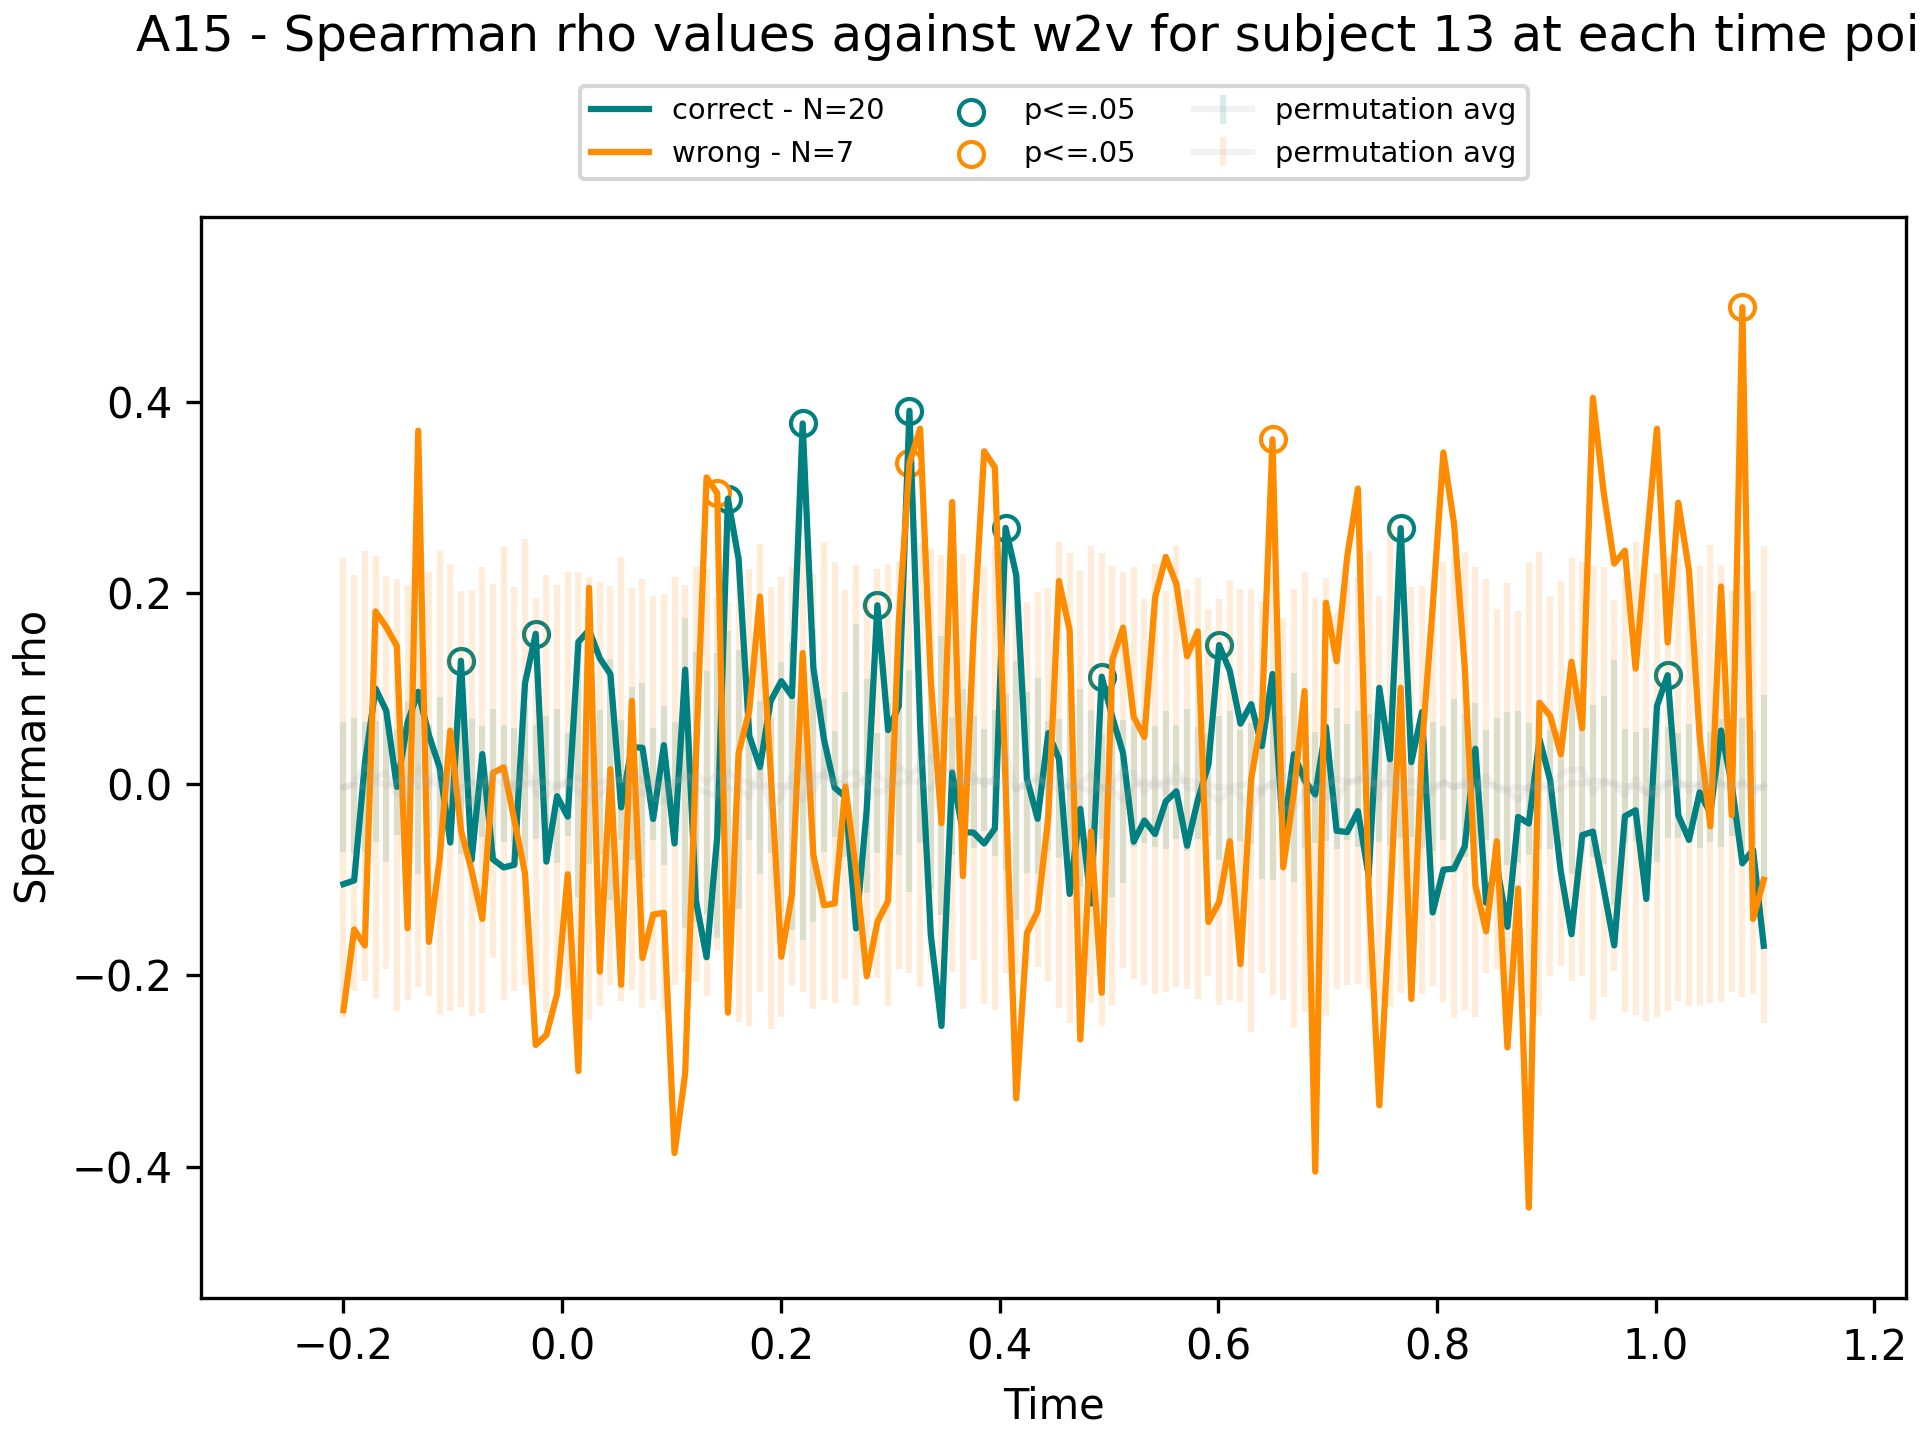 A15 - Spearman rho values against w2v for subject 13 at each time poi
correct - N=20 p<=.05 permutation avg
wrong - N=7 p<=.05 permutation avg
Spearman rho
0.4
0.2
0.0
−0.2
−0.4
−0.2 0.0 0.2 0.4 0.6 0.8 1.0 1.2
Time